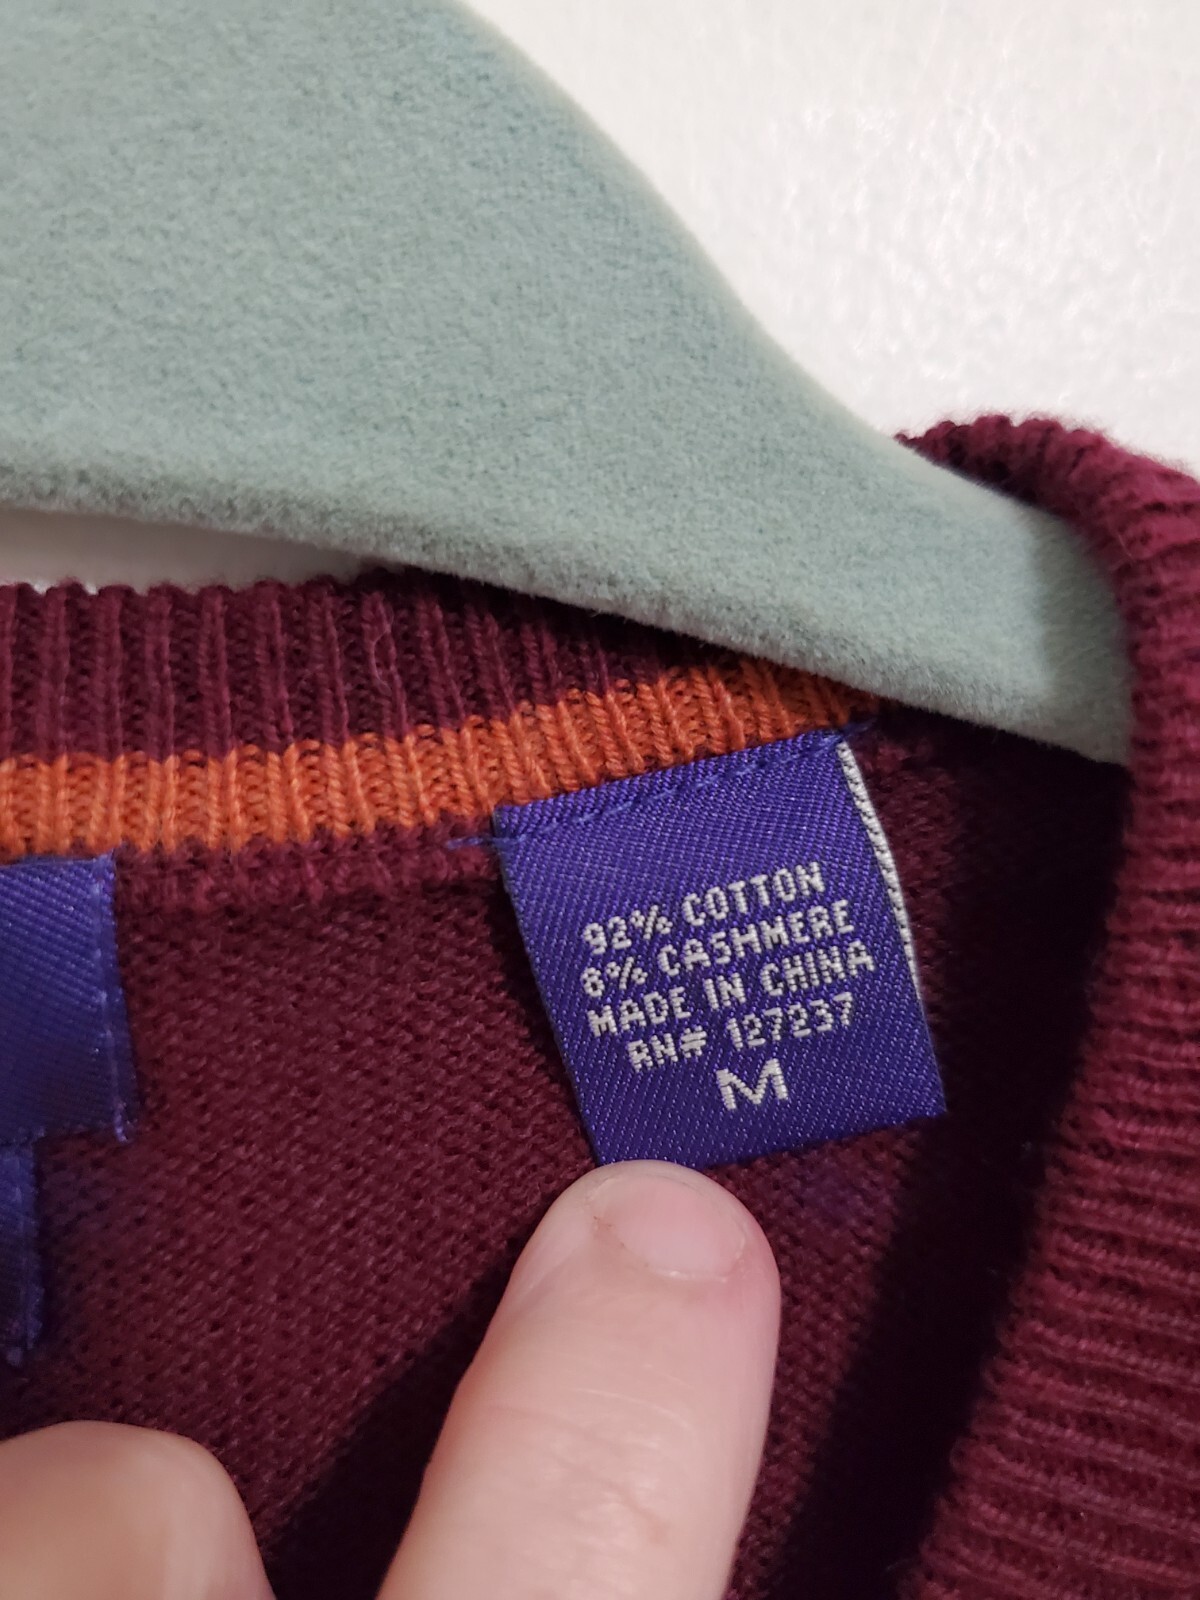 92% COTTON
8% CASHMERE
MADE IN CHINA
RN# 127237
M